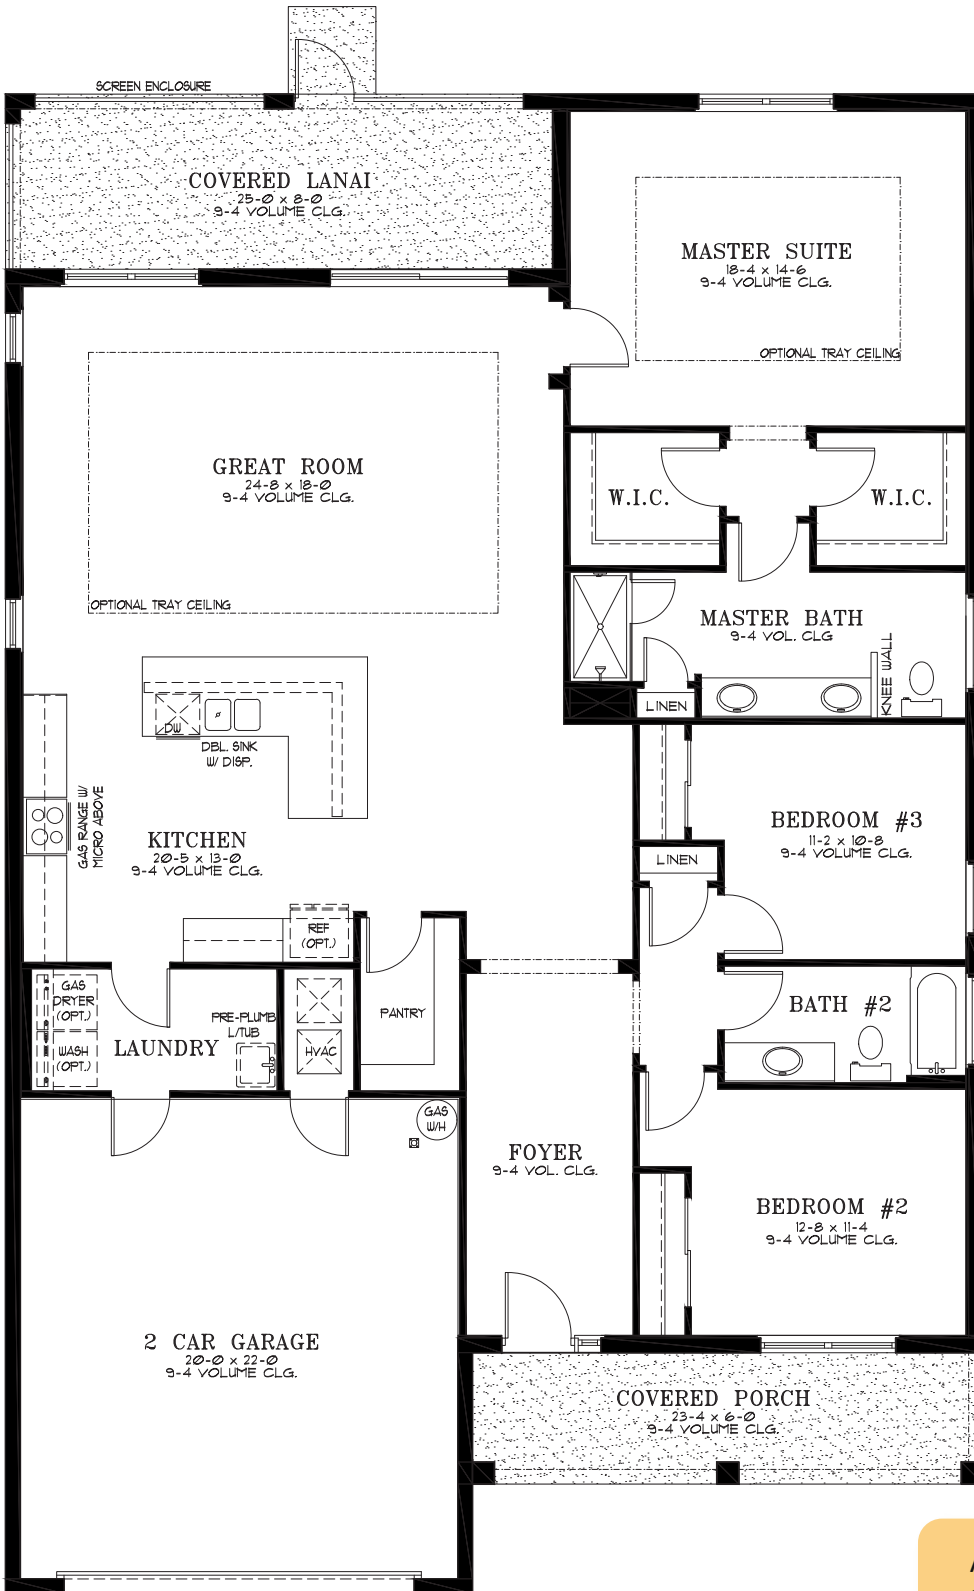 SCREEN ENCLOSURE
COVERED LANAI
25-0 x 8-0
9-4 VOLUME CLG.
MASTER SUITE
18-4 x 14-6
9-4 VOLUME CLG.
OPTIONAL TRAY CEILING
GREAT ROOM
24-8 x 18-0
9-4 VOLUME CLG.
OPTIONAL TRAY CEILING
W.I.C.
W.I.C.
MASTER BATH
9-4 VOL. CLG
KNEE WALL
LINEN
DW
DBL. SINK
W/ DISP.
GAS RANGE W/
MICRO ABOVE
KITCHEN
20-5 x 13-0
9-4 VOLUME CLG.
BEDROOM #3
11-2 x 10-8
9-4 VOLUME CLG.
LINEN
REF
(OPT.)
PANTRY
GAS
DRYER
(OPT.)
WASH
(OPT.)
LAUNDRY
PRE-PLUMB
L/TUB
HVAC
BATH #2
GAS
W/H
FOYER
9-4 VOL. CLG.
BEDROOM #2
12-8 x 11-4
9-4 VOLUME CLG.
2 CAR GARAGE
20-0 x 22-0
9-4 VOLUME CLG.
COVERED PORCH
23-4 x 6-0
9-4 VOLUME CLG.